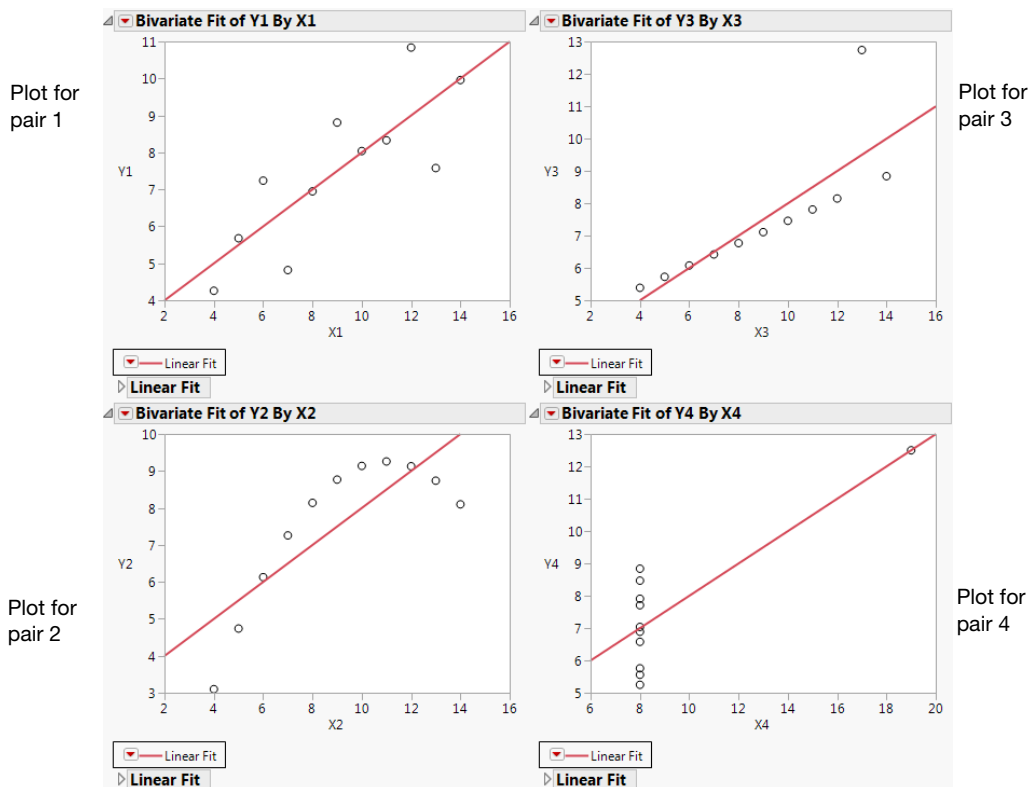 Bivariate Fit of Y1 By X1
Plot for
pair 1
11
10
9
8
7
6
5
4
Y1
2 4 6 8 10 12 14 16
X1
Linear Fit
Linear Fit
Bivariate Fit of Y3 By X3
Plot for
pair 3
13
12
11
10
9
8
7
6
5
Y3
2 4 6 8 10 12 14 16
X3
Linear Fit
Linear Fit
Bivariate Fit of Y2 By X2
Plot for
pair 2
10
9
8
7
6
5
4
3
Y2
2 4 6 8 10 12 14 16
X2
Linear Fit
Linear Fit
Bivariate Fit of Y4 By X4
Plot for
pair 4
13
12
11
10
9
8
7
6
5
Y4
6 8 10 12 14 16 18 20
X4
Linear Fit
Linear Fit